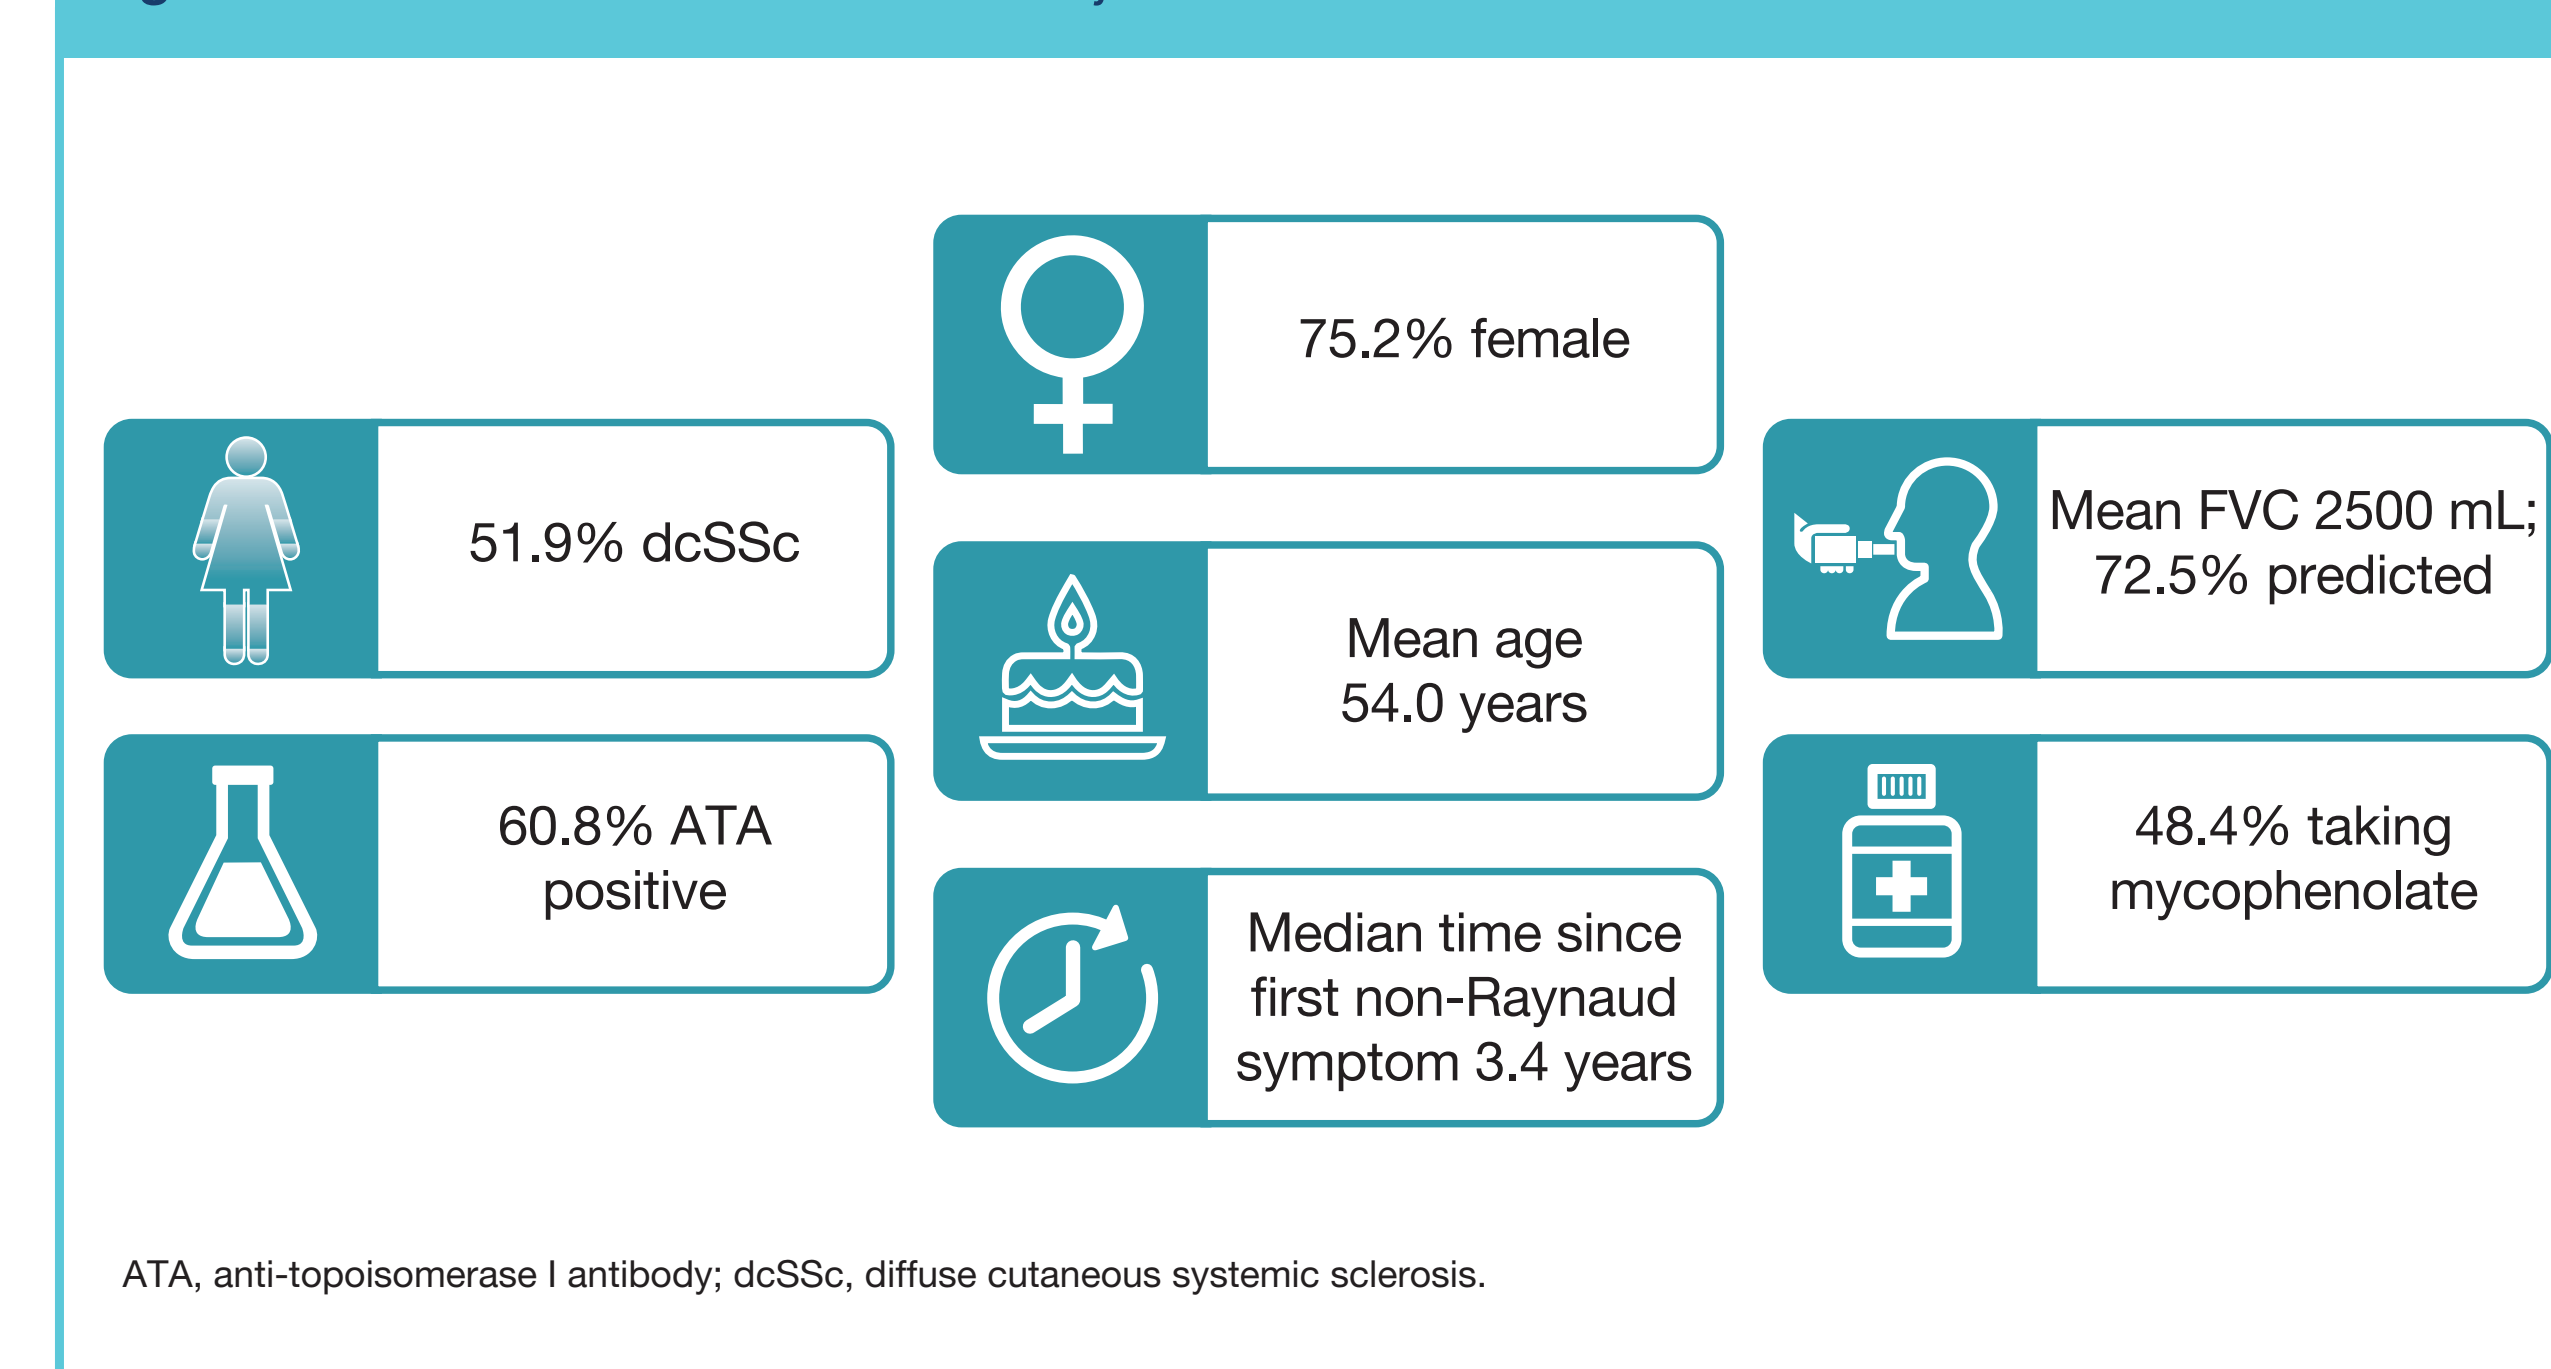 51.9% dcSSc
60.8% ATA
positive
75.2% female
Mean age
54.0 years
Median time since
first non-Raynaud
symptom 3.4 years
Mean FVC 2500 mL;
72.5% predicted
48.4% taking
mycophenolate
ATA, anti-topoisomerase I antibody; dcSSc, diffuse cutaneous systemic sclerosis.